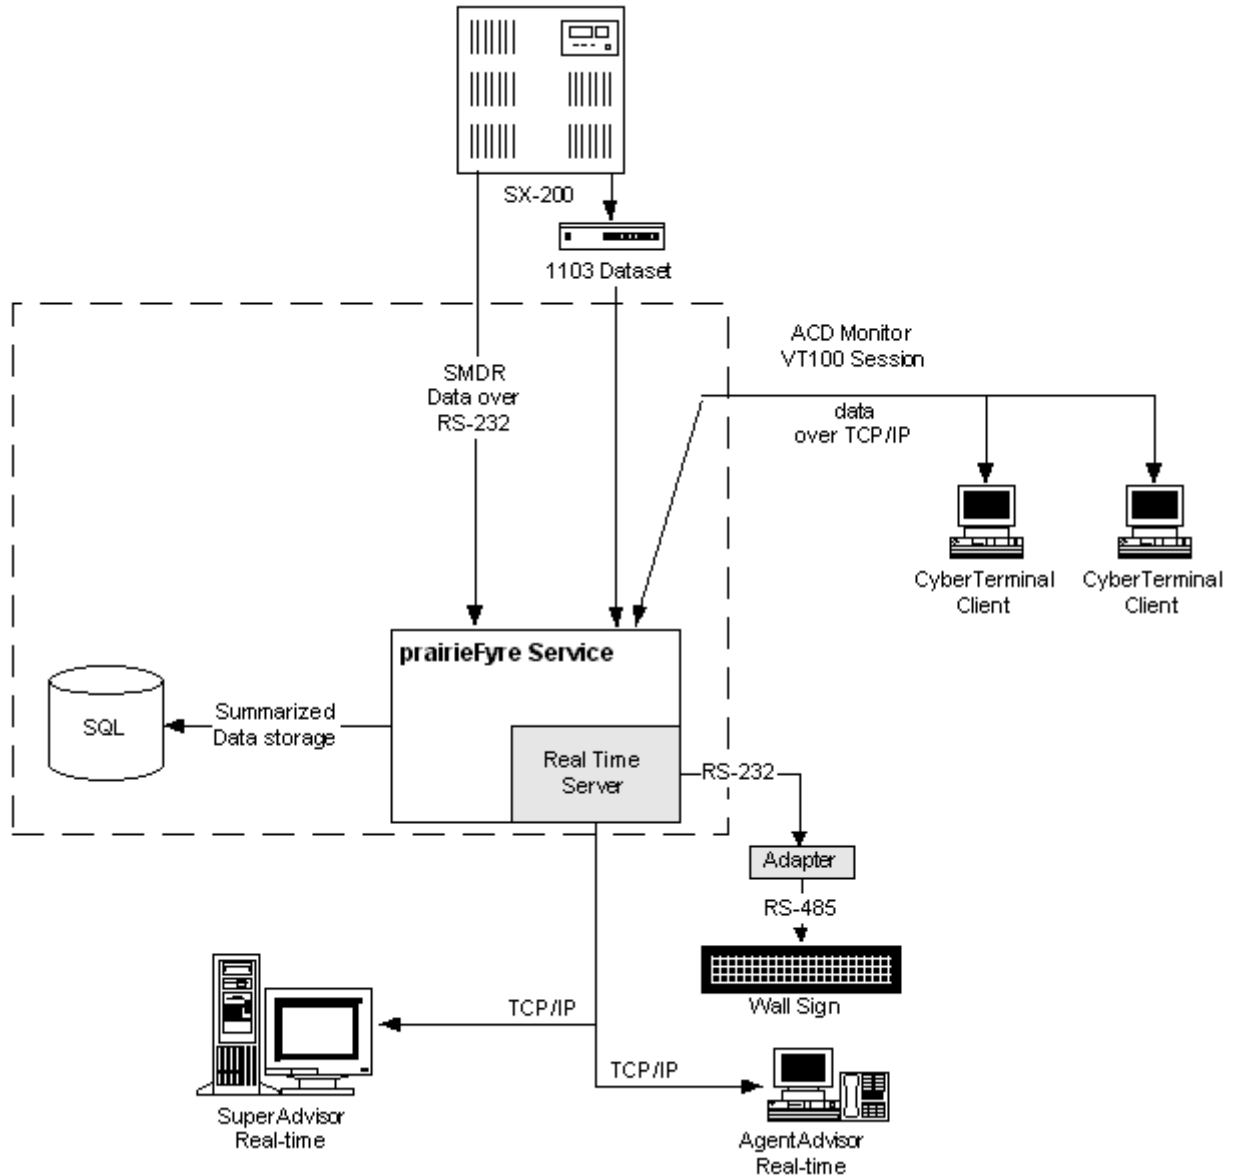 SX-200
1103 Dataset
ACD Monitor
VT100 Session
SMDR
Data over
RS-232
data
over TCP/IP
CyberTerminal
Client
CyberTerminal
Client
prairieFyre Service
SQL
Summarized
Data storage
Real Time
Server
RS-232
Adapter
RS-485
Wall Sign
TCP/IP
TCP/IP
SuperAdvisor
Real-time
AgentAdvisor
Real-time